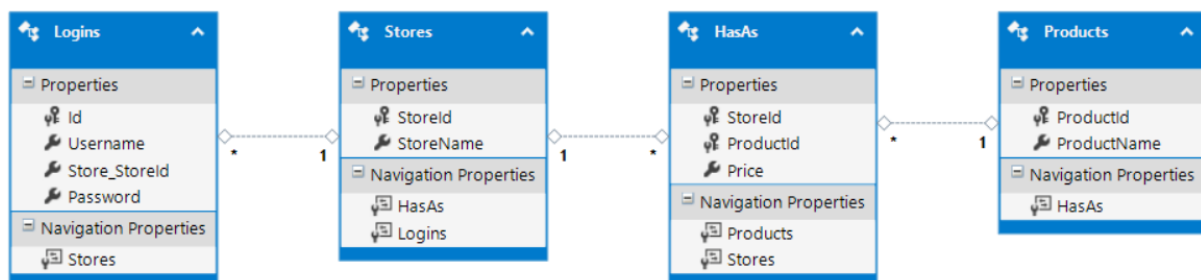 Logins
Properties
Id
Username
Store_StoreId
Password
Navigation Properties
Stores
* 1
Stores
Properties
StoreId
StoreName
Navigation Properties
HasAs
Logins
1 *
HasAs
Properties
StoreId
ProductId
Price
Navigation Properties
Products
Stores
* 1
Products
Properties
ProductId
ProductName
Navigation Properties
HasAs